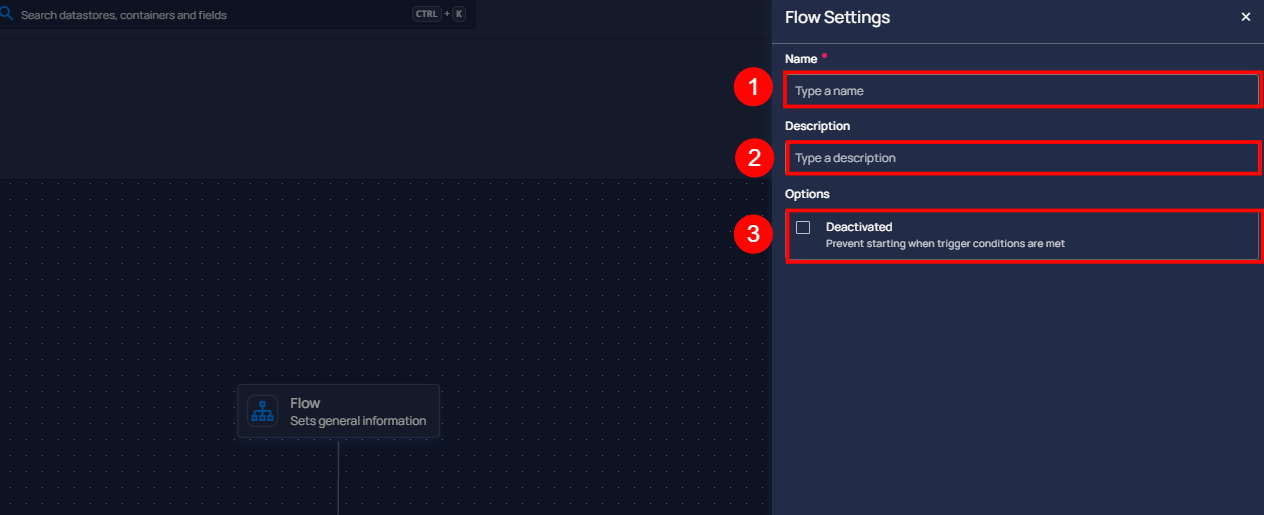 Search datastores, containers and fields CTRL + K
Flow Settings
Name *
1
Type a name
Description
2
Type a description
Options
3
Deactivated
Prevent starting when trigger conditions are met
Flow
Sets general information